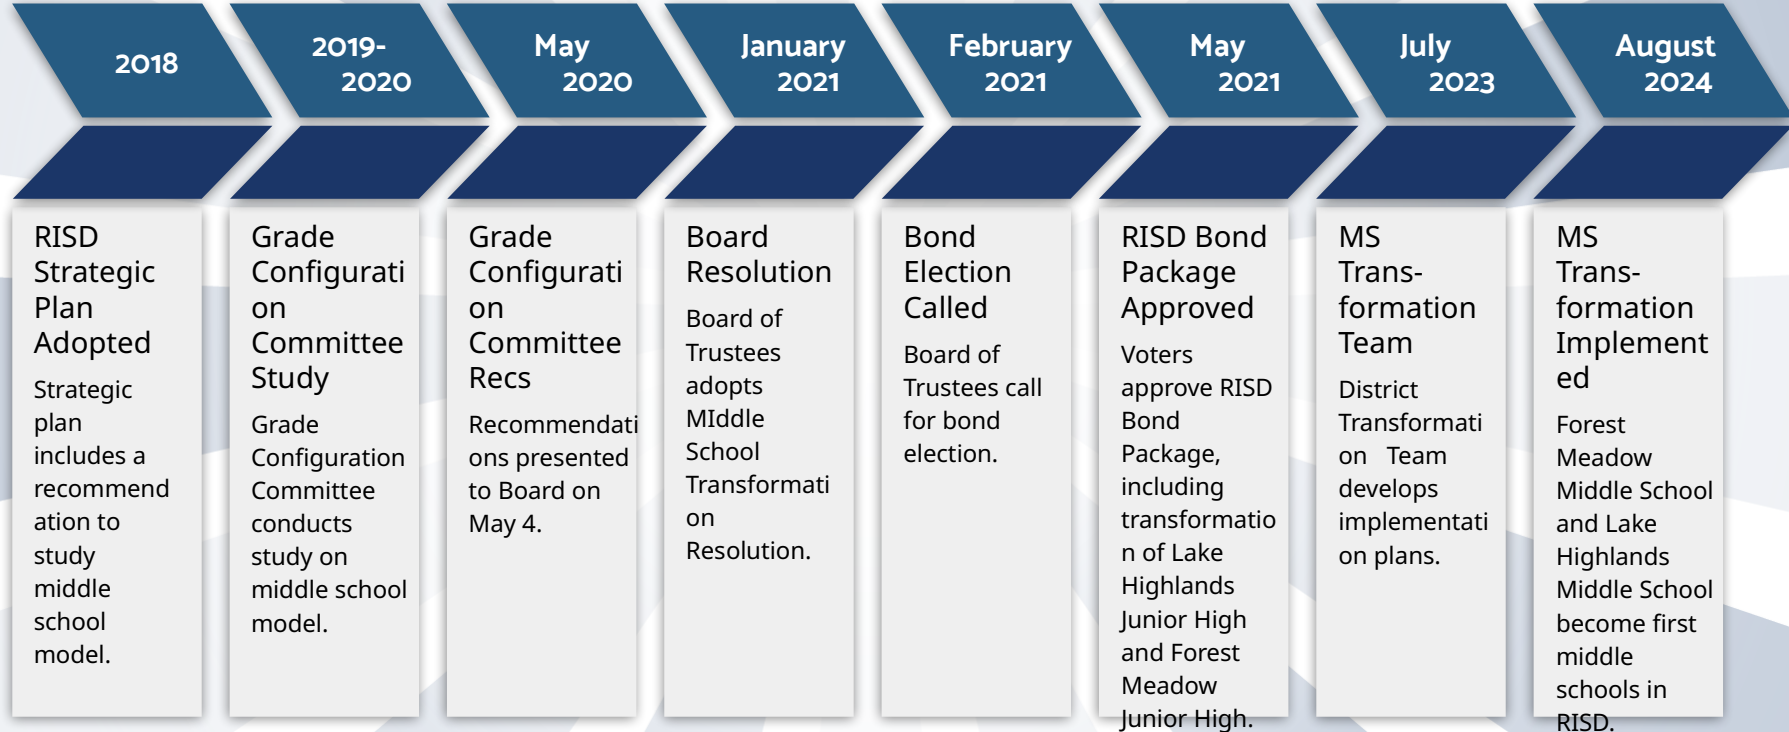 2018
2019-
2020
May
2020
January
2021
February
2021
May
2021
July
2023
August
2024
RISD
Strategic
Plan
Adopted
Strategic
plan
includes a
recommend
ation to
study
middle
school
model.
Grade
Configurati
on
Committee
Study
Grade
Configuration
Committee
conducts
study on
middle school
model.
Grade
Configurati
on
Committee
Recs
Recommendati
ons presented
to Board on
May 4.
Board
Resolution
Board of
Trustees
adopts
MIddle
School
Transformati
on
Resolution.
Bond
Election
Called
Board of
Trustees call
for bond
election.
RISD Bond
Package
Approved
Voters
approve RISD
Bond
Package,
including
transformatio
n of Lake
Highlands
Junior High
and Forest
Meadow
Junior High.
MS
Trans-
formation
Team
District
Transformati
on Team
develops
implementati
on plans.
MS
Trans-
formation
Implement
ed
Forest
Meadow
Middle School
and Lake
Highlands
Middle School
become first
middle
schools in
RISD.